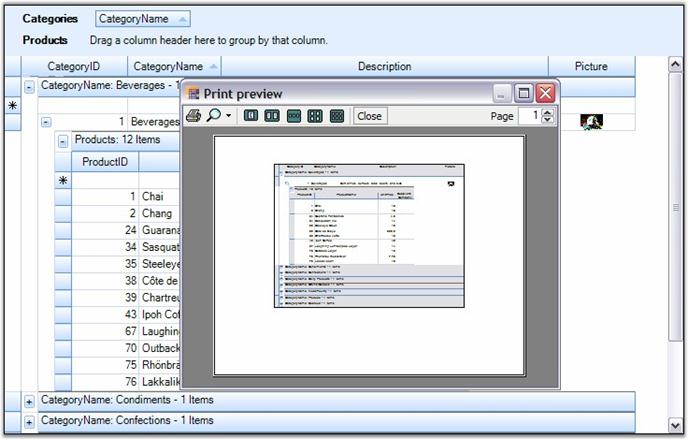 Categories CategoryName
Products Drag a column header here to group by that column.
CategoryID CategoryName Description Picture
CategoryName: Beverages - 1
Print preview
1 Beverages
Close Page 1
Products: 12 Items
ProductID
1 Chai
2 Chang
24 Guaraná
34 Sasquat
35 Steeleye
38 Côte de
39 Chartreu
43 Ipoh Cof
67 Laughing
70 Outback
75 Rhönbrä
76 Lakkalik
CategoryName: Condiments - 1 Items
CategoryName: Confections - 1 Items